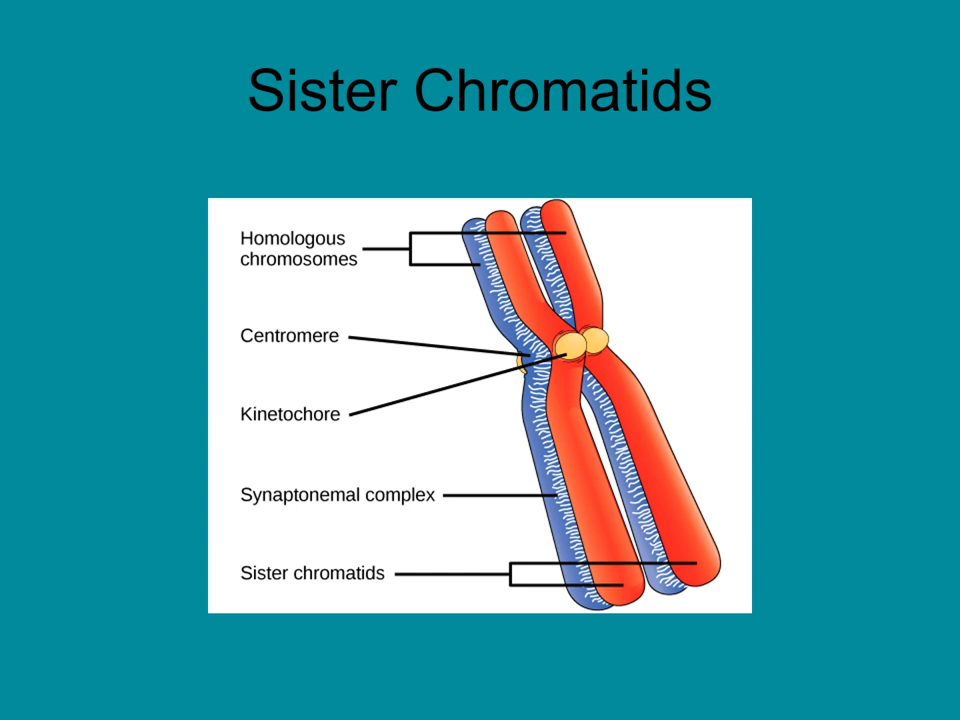 Sister Chromatids
Homologous
chromosomes
Centromere
Kinetochore
Synaptonemal complex
Sister chromatids